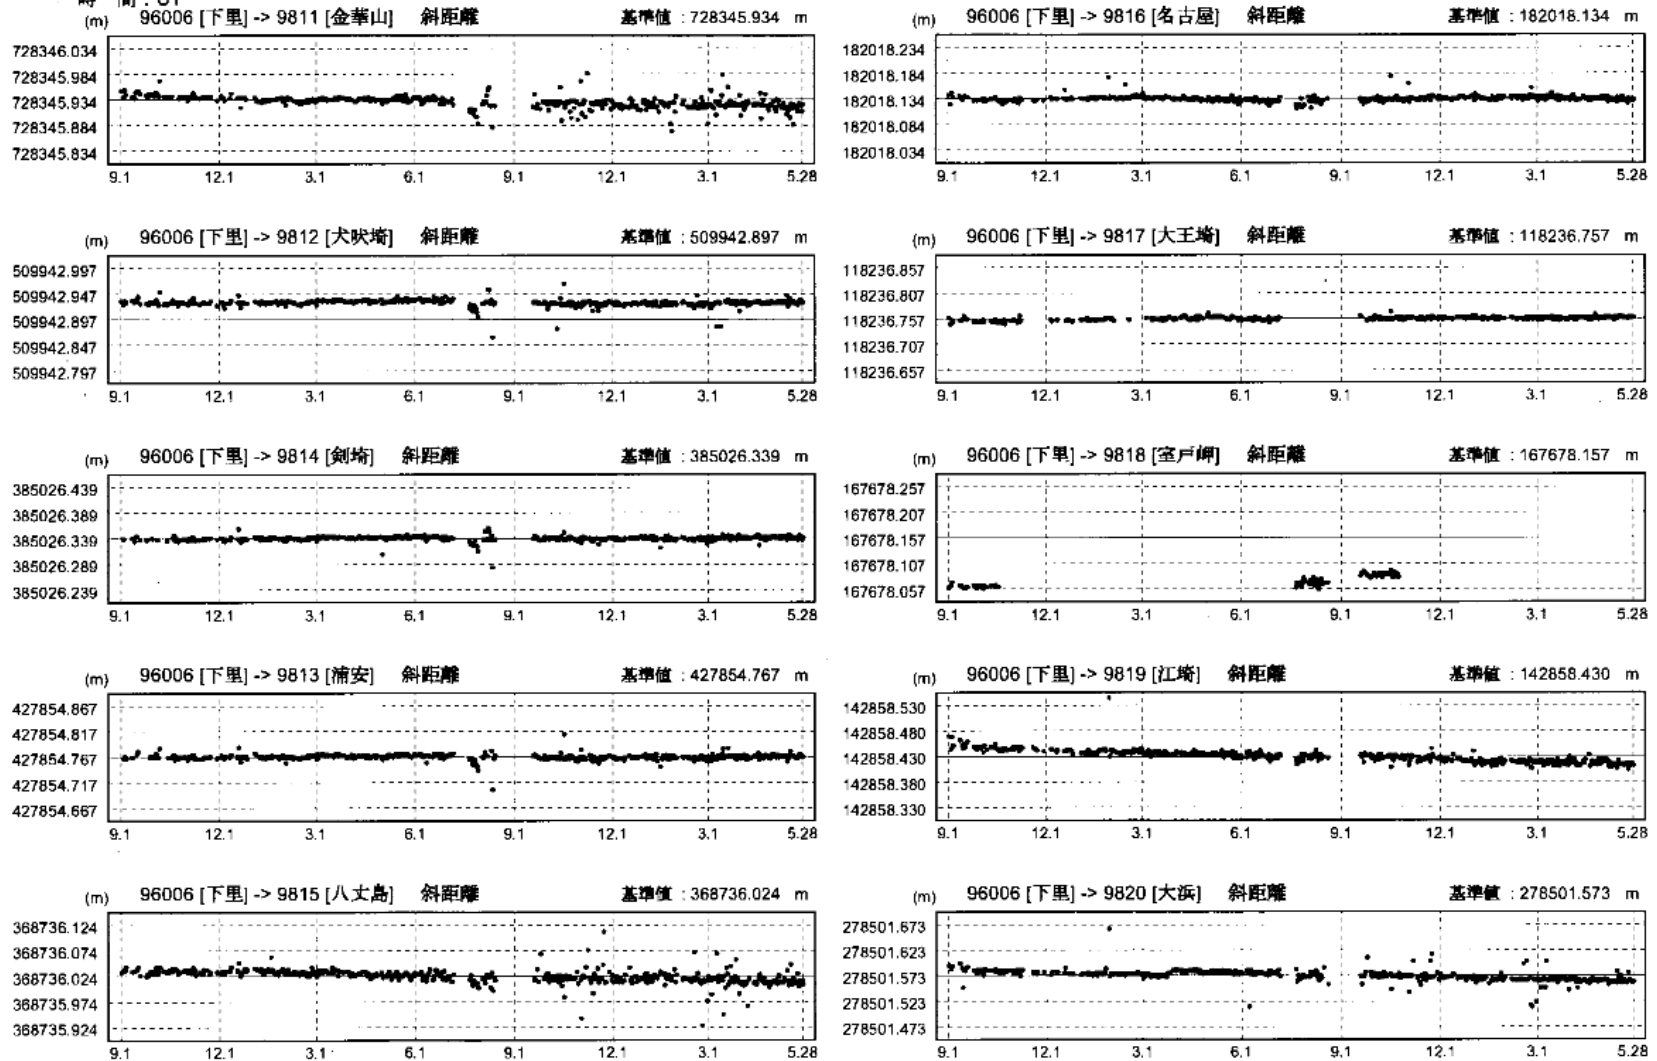 時 間 : UT
(m) 96006 [下里] -> 9811 [金華山] 斜距離 基準値 : 728345.934 m
728346.034
728345.984
728345.934
728345.884
728345.834
9.1 12.1 3.1 6.1 9.1 12.1 3.1 5.28
(m) 96006 [下里] -> 9816 [名古屋] 斜距離 基準値 : 182018.134 m
182018.234
182018.184
182018.134
182018.084
182018.034
9.1 12.1 3.1 6.1 9.1 12.1 3.1 5.28
(m) 96006 [下里] -> 9812 [犬吠埼] 斜距離 基準値 : 509942.897 m
509942.997
509942.947
509942.897
509942.847
509942.797
9.1 12.1 3.1 6.1 9.1 12.1 3.1 5.28
(m) 96006 [下里] -> 9817 [大王埼] 斜距離 基準値 : 118236.757 m
118236.857
118236.807
118236.757
118236.707
118236.657
9.1 12.1 3.1 6.1 9.1 12.1 3.1 5.28
(m) 96006 [下里] -> 9814 [剣埼] 斜距離 基準値 : 385026.339 m
385026.439
385026.389
385026.339
385026.289
385026.239
9.1 12.1 3.1 6.1 9.1 12.1 3.1 5.28
(m) 96006 [下里] -> 9818 [室戸岬] 斜距離 基準値 : 167678.157 m
167678.257
167678.207
167678.157
167678.107
167678.057
9.1 12.1 3.1 6.1 9.1 12.1 3.1 5.28
(m) 96006 [下里] -> 9813 [浦安] 斜距離 基準値 : 427854.767 m
427854.867
427854.817
427854.767
427854.717
427854.667
9.1 12.1 3.1 6.1 9.1 12.1 3.1 5.28
(m) 96006 [下里] -> 9819 [江埼] 斜距離 基準値 : 142858.430 m
142858.530
142858.480
142858.430
142858.380
142858.330
9.1 12.1 3.1 6.1 9.1 12.1 3.1 5.28
(m) 96006 [下里] -> 9815 [八丈島] 斜距離 基準値 : 368736.024 m
368736.124
368736.074
368736.024
368735.974
368735.924
9.1 12.1 3.1 6.1 9.1 12.1 3.1 5.28
(m) 96006 [下里] -> 9820 [大浜] 斜距離 基準値 : 278501.573 m
278501.673
278501.623
278501.573
278501.523
278501.473
9.1 12.1 3.1 6.1 9.1 12.1 3.1 5.28